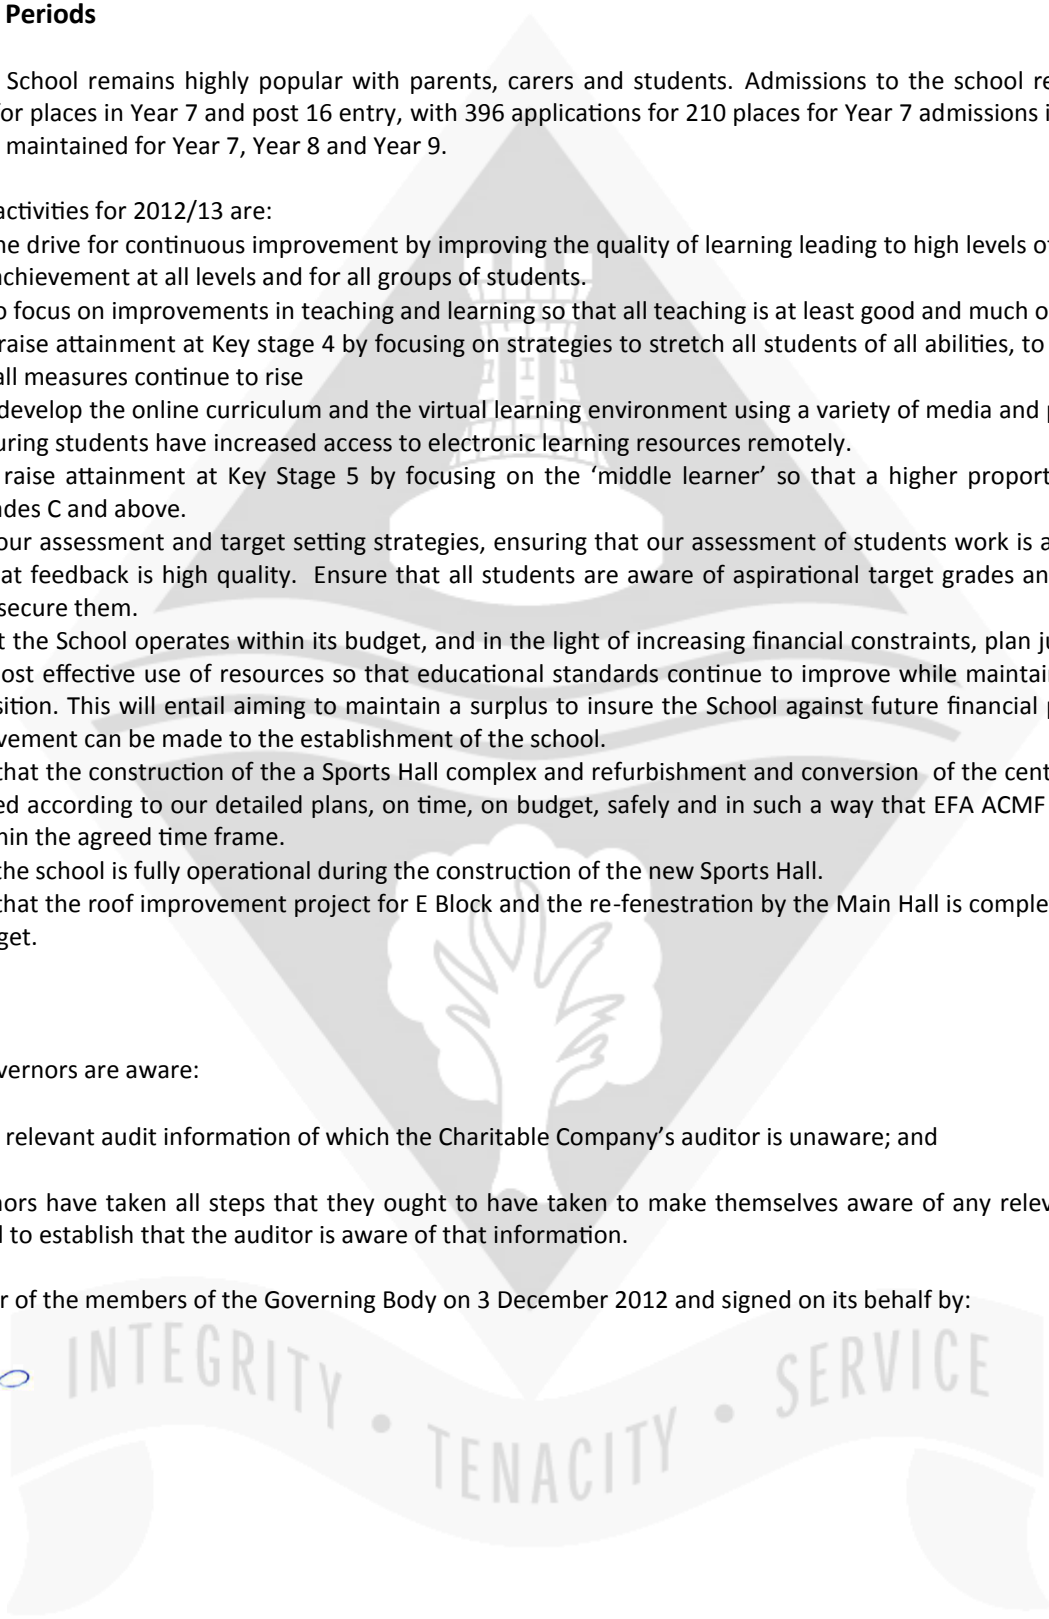 Periods
School remains highly popular with parents, carers and students. Admissions to the school re
or places in Year 7 and post 16 entry, with 396 applications for 210 places for Year 7 admissions i
maintained for Year 7, Year 8 and Year 9.
activities for 2012/13 are:
he drive for continuous improvement by improving the quality of learning leading to high levels of
achievement at all levels and for all groups of students.
o focus on improvements in teaching and learning so that all teaching is at least good and much o
raise attainment at Key stage 4 by focusing on strategies to stretch all students of all abilities, to
all measures continue to rise
develop the online curriculum and the virtual learning environment using a variety of media and p
uring students have increased access to electronic learning resources remotely.
raise attainment at Key Stage 5 by focusing on the ‘middle learner’ so that a higher proport
ades C and above.
our assessment and target setting strategies, ensuring that our assessment of students work is a
at feedback is high quality. Ensure that all students are aware of aspirational target grades an
secure them.
t the School operates within its budget, and in the light of increasing financial constraints, plan ju
ost effective use of resources so that educational standards continue to improve while maintai
sition. This will entail aiming to maintain a surplus to insure the School against future financial p
vement can be made to the establishment of the school.
that the construction of the a Sports Hall complex and refurbishment and conversion of the cent
ed according to our detailed plans, on time, on budget, safely and in such a way that EFA ACMF
hin the agreed time frame.
the school is fully operational during the construction of the new Sports Hall.
that the roof improvement project for E Block and the re-fenestration by the Main Hall is comple
get.
vernors are aware:
relevant audit information of which the Charitable Company’s auditor is unaware; and
nors have taken all steps that they ought to have taken to make themselves aware of any relev
d to establish that the auditor is aware of that information.
r of the members of the Governing Body on 3 December 2012 and signed on its behalf by:
INTEGRITY • TENACITY • SERVICE